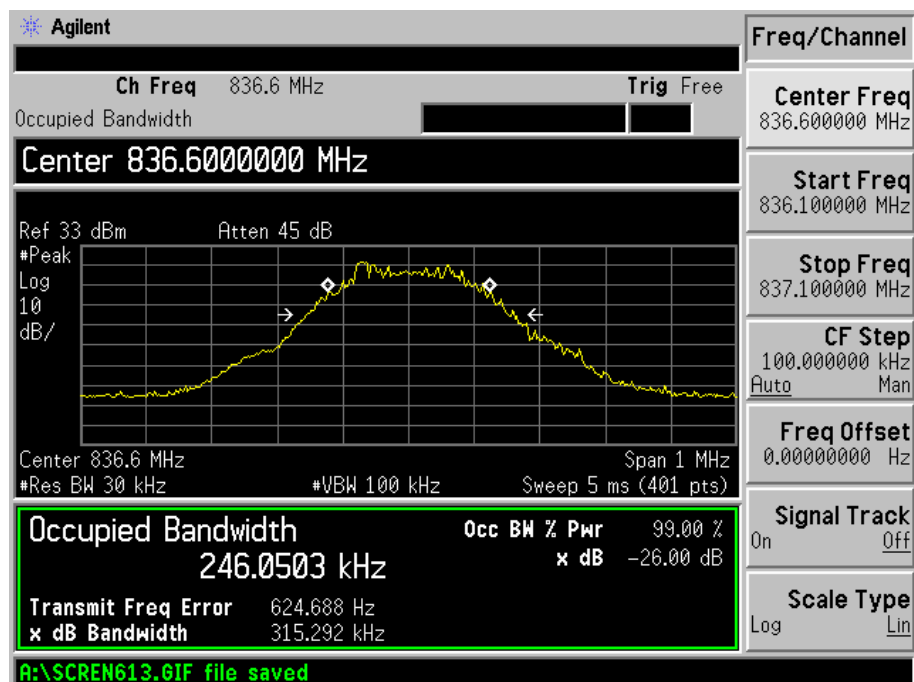 Agilent
Freq/Channel
Ch Freq 836.6 MHz Trig Free
Occupied Bandwidth
Center 836.6000000 MHz
Ref 33 dBm Atten 45 dB
#Peak
Log
10
dB/
Center 836.6 MHz Span 1 MHz
#Res BW 30 kHz #VBW 100 kHz Sweep 5 ms (401 pts)
Occupied Bandwidth
246.0503 kHz
Occ BW % Pwr 99.00 %
x dB -26.00 dB
Transmit Freq Error 624.688 Hz
x dB Bandwidth 315.292 kHz
A:\SCREN613.GIF file saved
Center Freq
836.600000 MHz
Start Freq
836.100000 MHz
Stop Freq
837.100000 MHz
CF Step
100.000000 kHz
Auto Man
Freq Offset
0.00000000 Hz
Signal Track
On Off
Scale Type
Log Lin